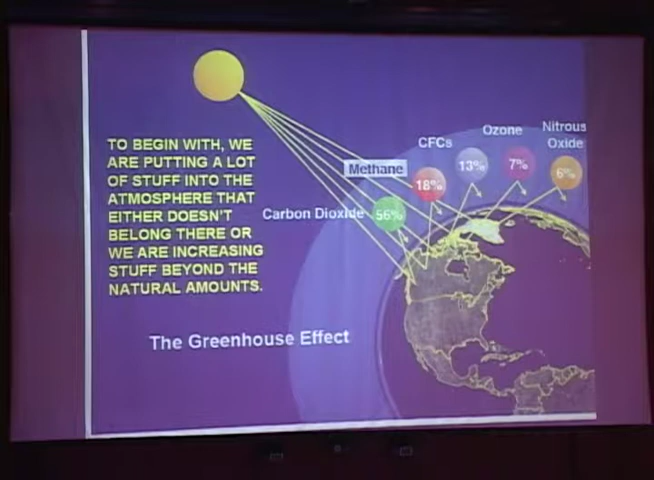 TO BEGIN WITH, WE
ARE PUTTING A LOT
OF STUFF INTO THE
ATMOSPHERE THAT
EITHER DOESN'T
BELONG THERE OR
WE ARE INCREASING
STUFF BEYOND THE
NATURAL AMOUNTS.
Carbon Dioxide 56%
Methane
18%
CFCs
13%
Ozone
7%
Nitrous
Oxide
6%
The Greenhouse Effect